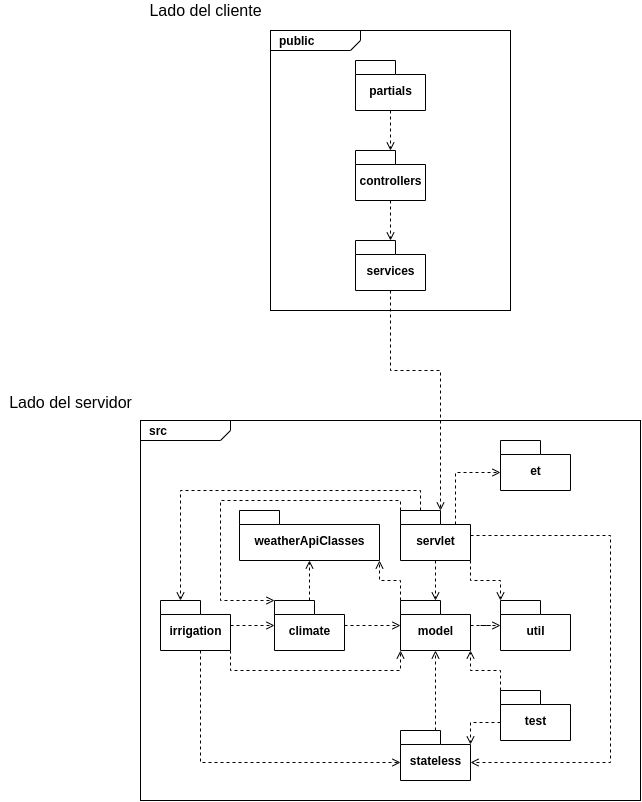 Lado del cliente
public
partials
controllers
services
Lado del servidor
src
et
weatherApiClasses
servlet
irrigation
climate
model
util
test
stateless